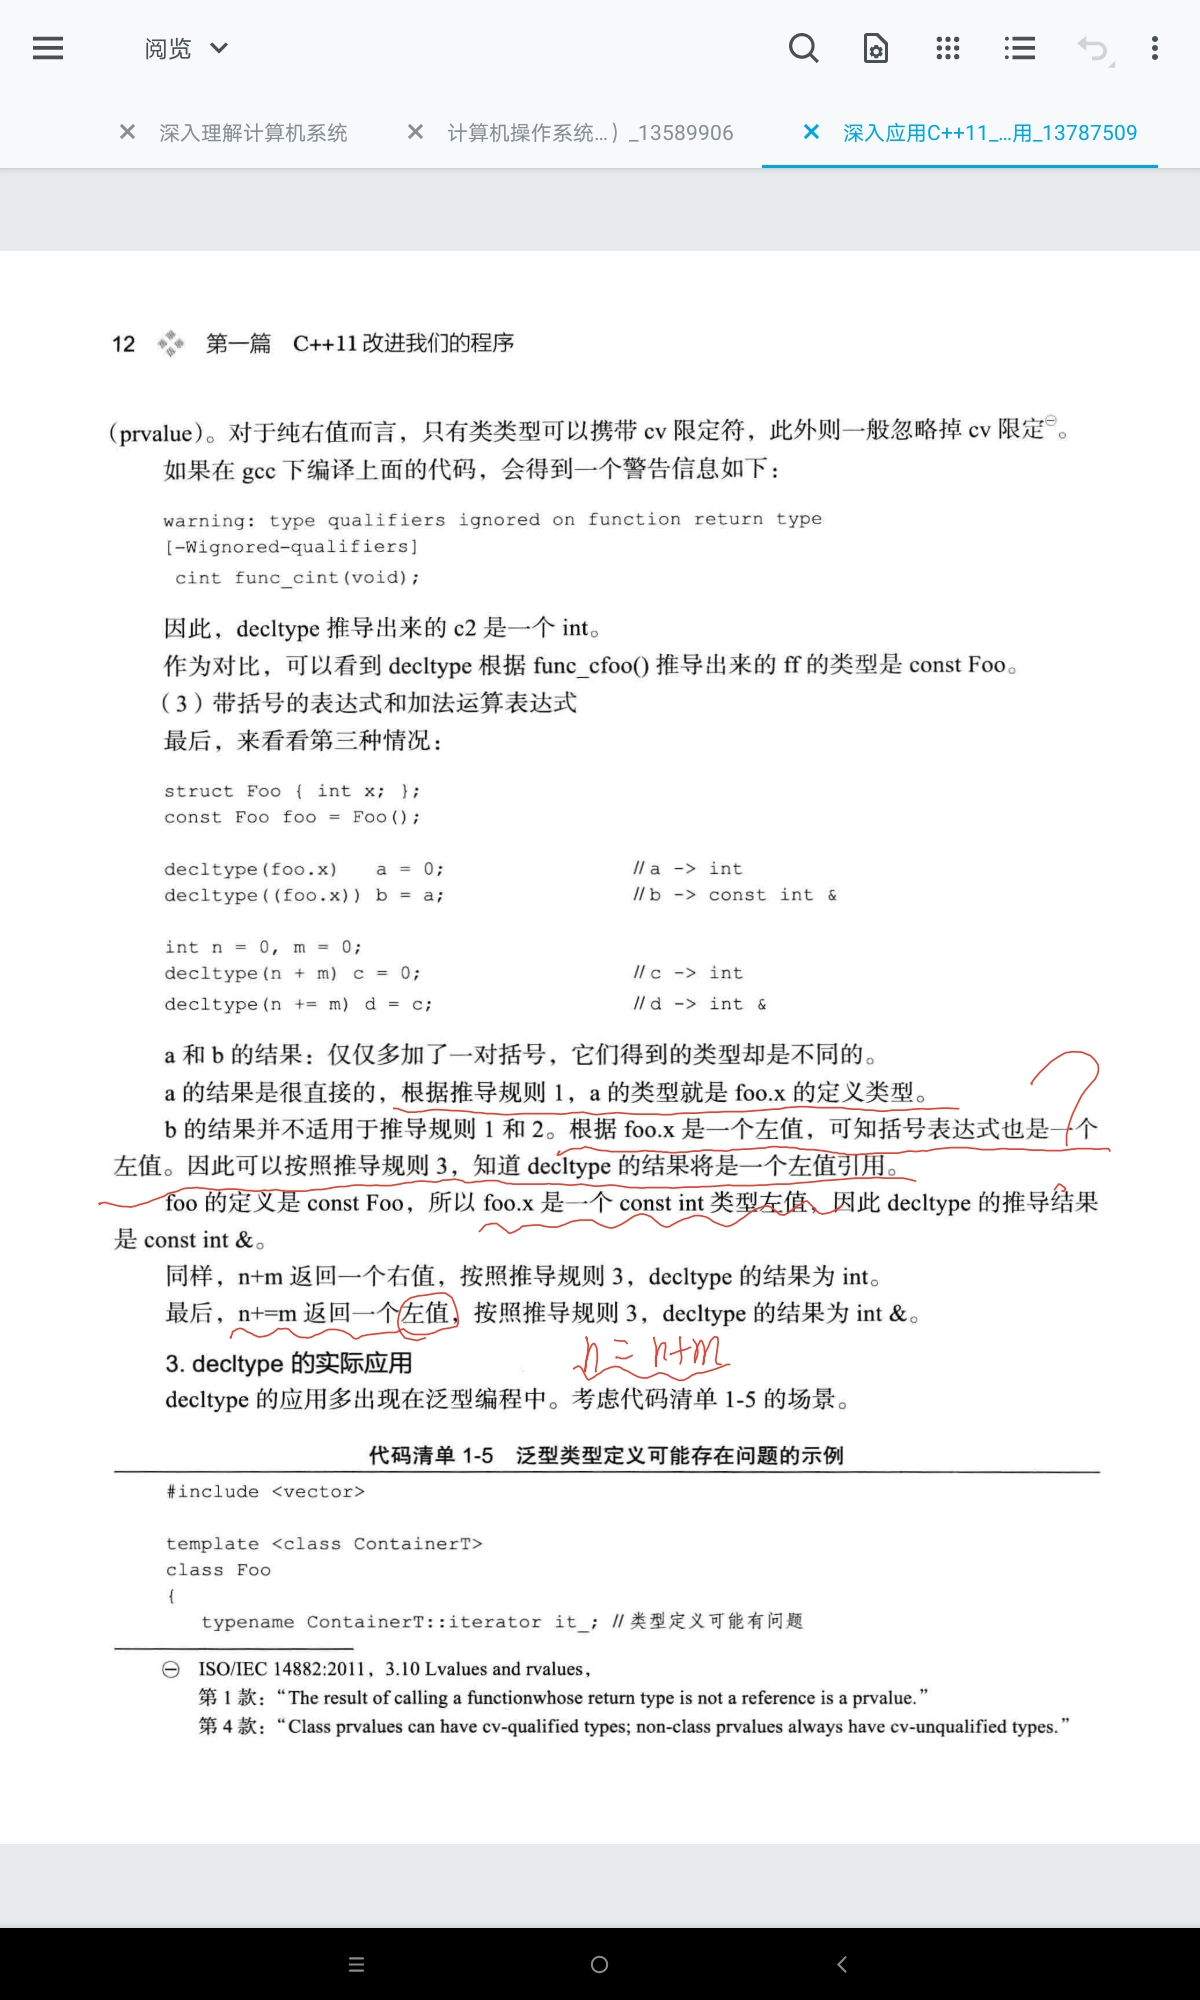 阅览
深入理解计算机系统
计算机操作系统...）_13589906
深入应用C++11_...用_13787509
12 第一篇 C++11改进我们的程序
（prvalue）。对于纯右值而言，只有类类型可以携带 cv 限定符，此外则一般忽略掉 cv 限定㊀。
如果在 gcc 下编译上面的代码，会得到一个警告信息如下：
warning: type qualifiers ignored on function return type
[-Wignored-qualifiers]
cint func_cint(void);
因此，decltype 推导出来的 c2 是一个 int。
作为对比，可以看到 decltype 根据 func_cfoo() 推导出来的 ff 的类型是 const Foo。
（3）带括号的表达式和加法运算表达式
最后，来看看第三种情况：
struct Foo { int x; };
const Foo foo = Foo();
decltype(foo.x) a = 0; // a -> int
decltype((foo.x)) b = a; // b -> const int &
int n = 0, m = 0;
decltype(n + m) c = 0; // c -> int
decltype(n += m) d = c; // d -> int &
a 和 b 的结果：仅仅多加了一对括号，它们得到的类型却是不同的。
a 的结果是很直接的，根据推导规则 1，a 的类型就是 foo.x 的定义类型。
?
b 的结果并不适用于推导规则 1 和 2。根据 foo.x 是一个左值，可知括号表达式也是一个
左值。因此可以按照推导规则 3，知道 decltype 的结果将是一个左值引用。
foo 的定义是 const Foo，所以 foo.x 是一个 const int 类型左值，因此 decltype 的推导结果
是 const int &。
同样，n+m 返回一个右值，按照推导规则 3，decltype 的结果为 int。
最后，n+=m 返回一个左值，按照推导规则 3，decltype 的结果为 int &。
n = n+m
3. decltype 的实际应用
decltype 的应用多出现在泛型编程中。考虑代码清单 1-5 的场景。
代码清单 1-5 泛型类型定义可能存在问题的示例
#include <vector>
template <class ContainerT>
class Foo
{
typename ContainerT::iterator it_; // 类型定义可能有问题
㊀ ISO/IEC 14882:2011，3.10 Lvalues and rvalues，
第 1 款：“The result of calling a functionwhose return type is not a reference is a prvalue.”
第 4 款：“Class prvalues can have cv-qualified types; non-class prvalues always have cv-unqualified types.”